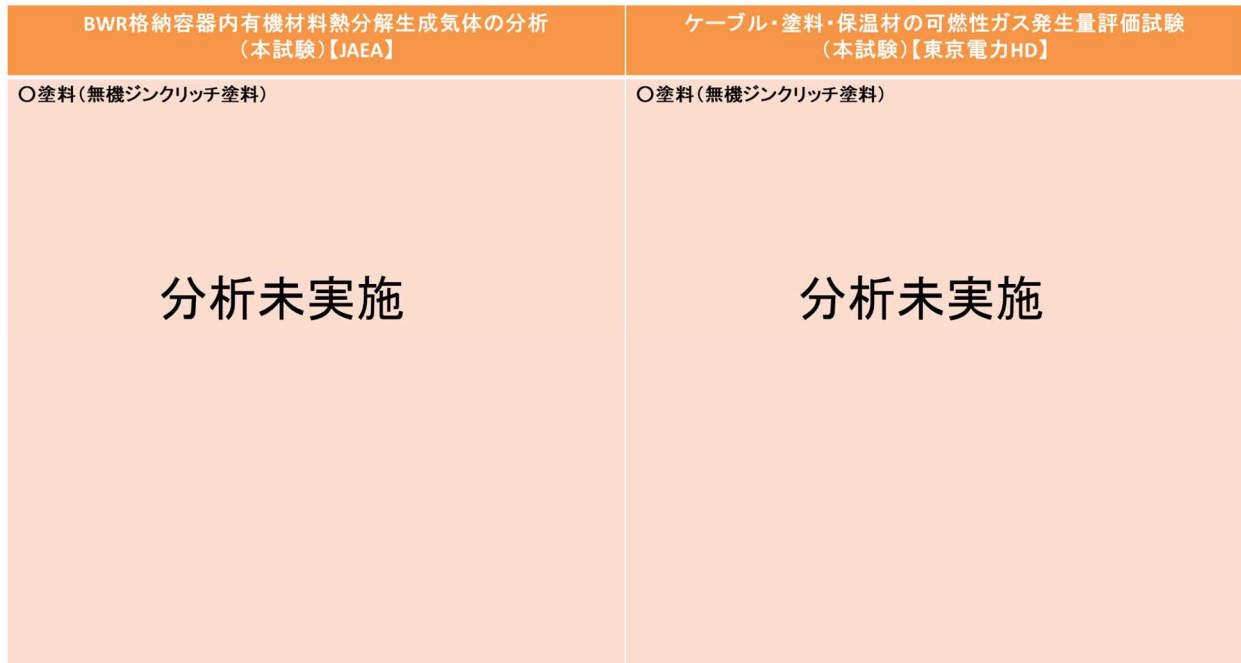 BWR格納容器内有機材料熱分解生成気体の分析
(本試験)【JAEA】
ケーブル・塗料・保温材の可燃性ガス発生量評価試験
(本試験)【東京電力HD】
〇塗料(無機ジンクリッチ塗料)
〇塗料(無機ジンクリッチ塗料)
分析未実施
分析未実施